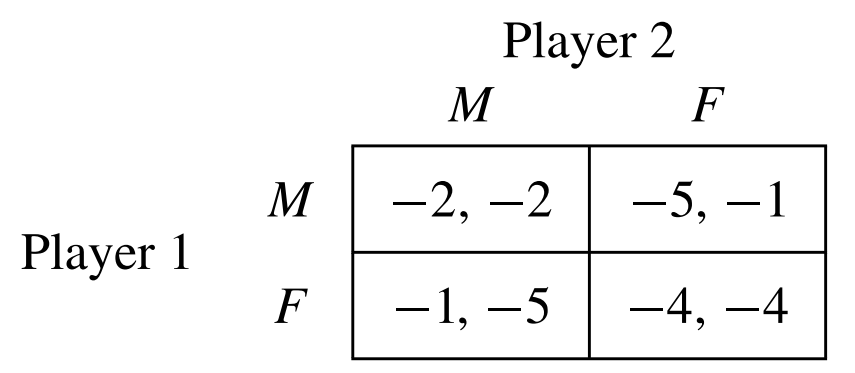 Player 2
M F
M −2, −2 −5, −1
Player 1
F −1, −5 −4, −4